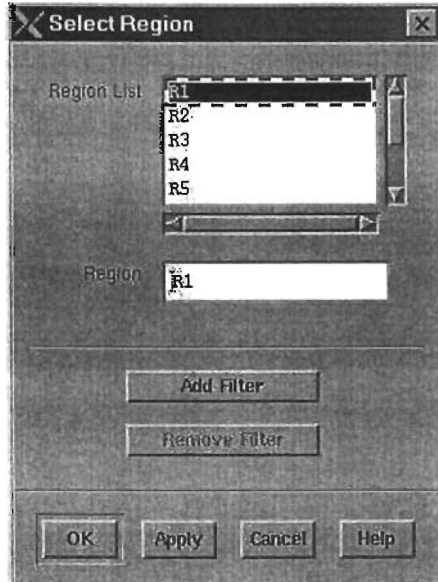 Select Region
Region List
R1
R2
R3
R4
R5
Region
R1
Add Filter
Remove Filter
OK Apply Cancel Help